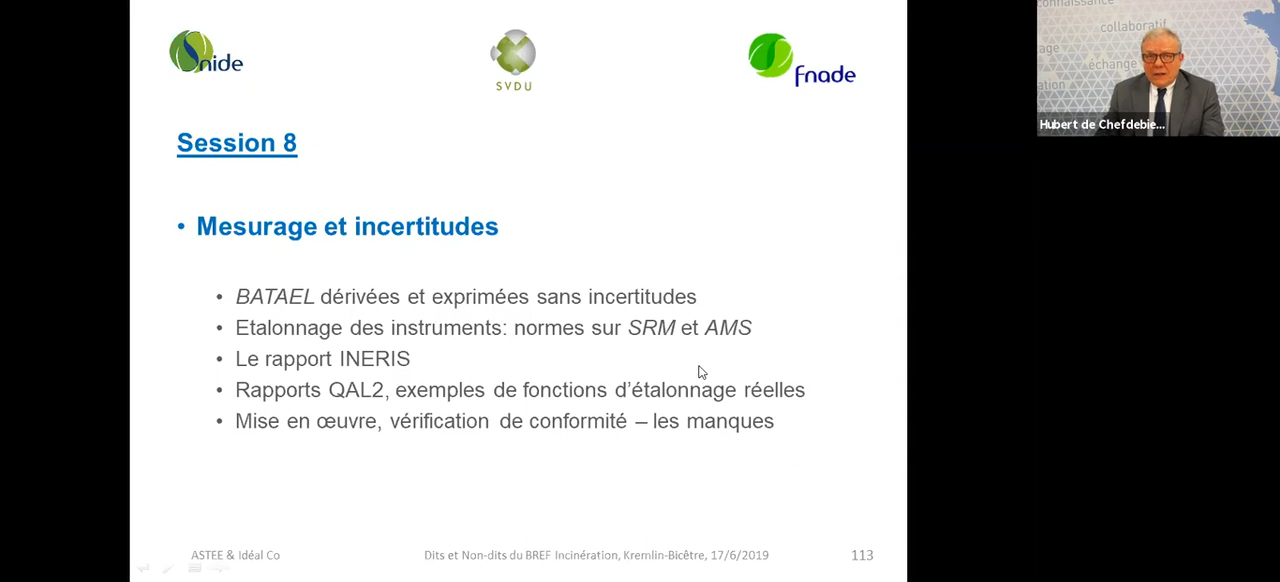 Snide
SVDU
fnade
Session 8
• Mesurage et incertitudes
• BATAEL dérivées et exprimées sans incertitudes
• Etalonnage des instruments: normes sur SRM et AMS
• Le rapport INERIS
• Rapports QAL2, exemples de fonctions d'étalonnage réelles
• Mise en œuvre, vérification de conformité – les manques
ASTEE & Idéal Co
Dits et Non-dits du BREF Incinération, Kremlin-Bicêtre, 17/6/2019
113
collaboratif
échange
Hubert de Chefdebie...